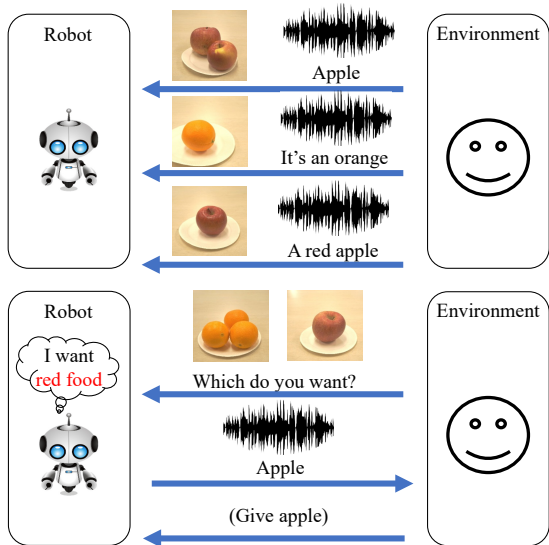 Robot
Environment
Apple
It's an orange
A red apple
Robot
Environment
I want
red food
Which do you want?
Apple
(Give apple)